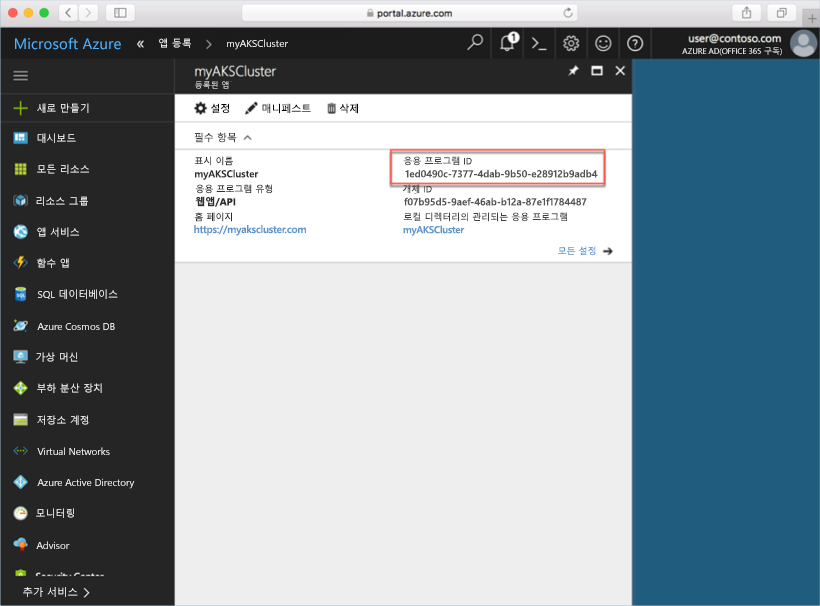 portal.azure.com
Microsoft Azure « 앱 등록 > myAKSCluster
1
user@contoso.com
AZURE AD(OFFICE 365 구독)
myAKSCluster
등록된 앱
설정 매니페스트 삭제
필수 항목
표시 이름
myAKSCluster
응용 프로그램 유형
웹앱/API
홈 페이지
https://myakscluster.com
응용 프로그램 ID
1ed0490c-7377-4dab-9b50-e28912b9adb4
개체 ID
f07b95d5-9aef-46ab-b12a-87e1f1784487
로컬 디렉터리의 관리되는 응용 프로그램
myAKSCluster
모든 설정 →
새로 만들기
대시보드
모든 리소스
리소스 그룹
앱 서비스
함수 앱
SQL 데이터베이스
Azure Cosmos DB
가상 머신
부하 분산 장치
저장소 계정
Virtual Networks
Azure Active Directory
모니터링
Advisor
Security Center
추가 서비스 >